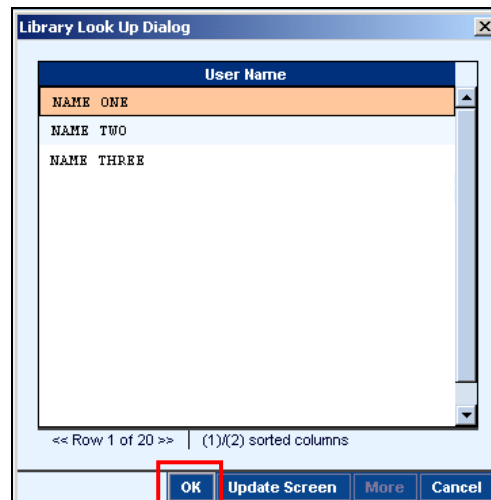 Library Look Up Dialog
User Name
NAME ONE
NAME TWO
NAME THREE
<< Row 1 of 20 >> | (1)/(2) sorted columns
OK Update Screen More Cancel